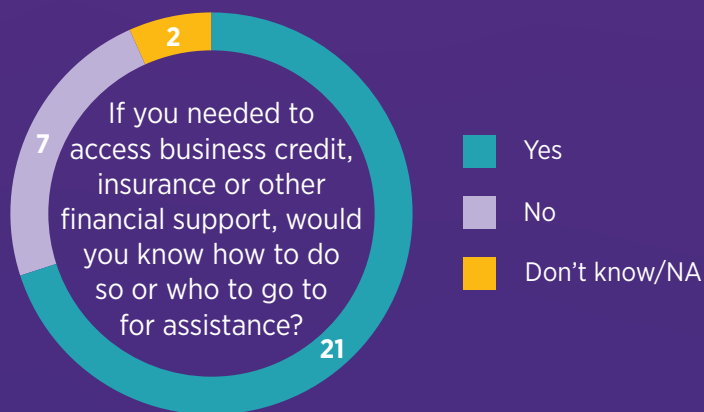 2
7
If you needed to
access business credit,
insurance or other
financial support, would
you know how to do
so or who to go to
for assistance?
21
Yes
No
Don't know/NA